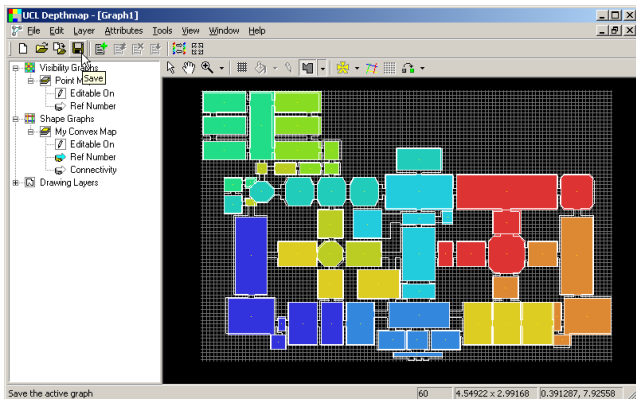 UCL Depthmap - [Graph1]
File Edit Layer Attributes Tools View Window Help
Visibility Graphs
Point M
Save
Editable On
Ref Number
Shape Graphs
My Convex Map
Editable On
Ref Number
Connectivity
Drawing Layers
Save the active graph
60
4.54922 x 2.99168
0.391287, 7.92558